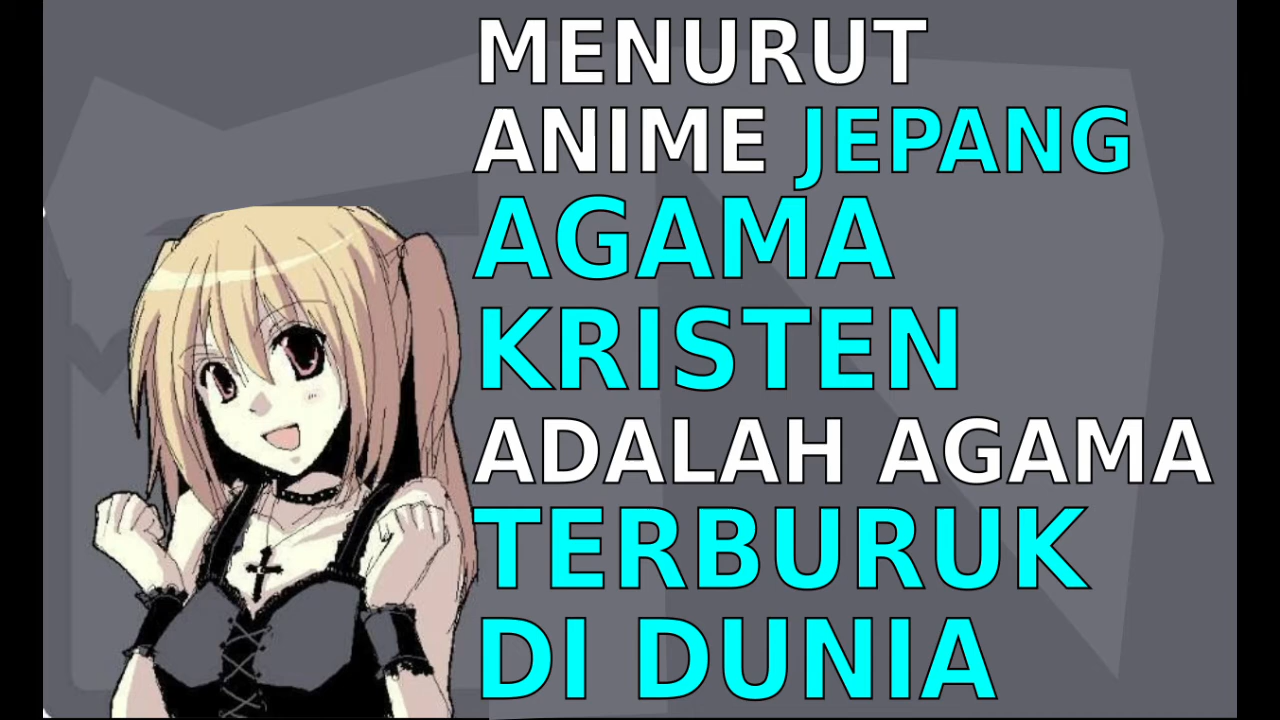 MENURUT
ANIME JEPANG
AGAMA
KRISTEN
ADALAH AGAMA
TERBURUK
DI DUNIA